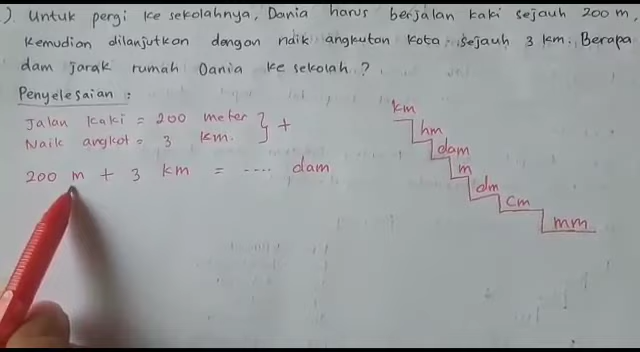 ). Untuk pergi ke sekolahnya, Dania harus berjalan kaki sejauh 200 m,
kemudian dilanjutkan dengan naik angkutan kota sejauh 3 km. Berapa
dam jarak rumah Dania ke sekolah?
Penyelesaian :
Jalan kaki = 200 meter } +
Naik angkot = 3 km.
200 m + 3 km = .... dam
km
hm
dam
m
dm
cm
mm